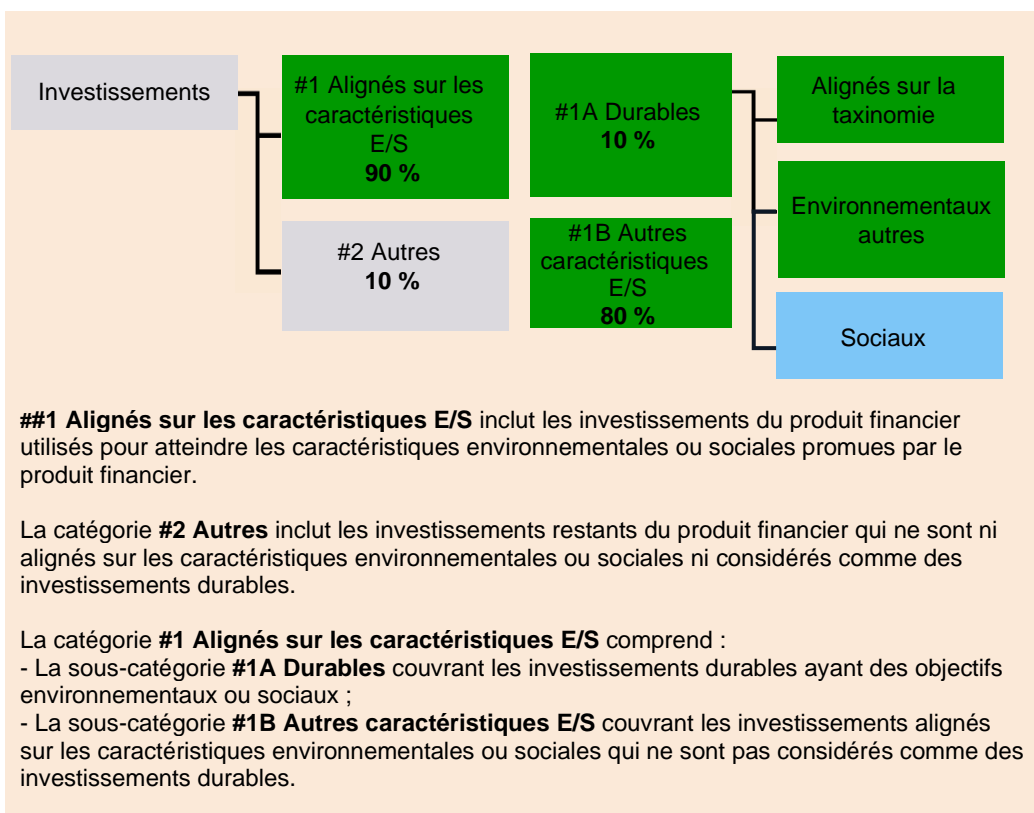 Investissements
#1 Alignés sur les
caractéristiques
E/S
90 %
#2 Autres
10 %
#1A Durables
10 %
#1B Autres
caractéristiques
E/S
80 %
Alignés sur la
taxinomie
Environnementaux
autres
Sociaux
##1 Alignés sur les caractéristiques E/S inclut les investissements du produit financier
utilisés pour atteindre les caractéristiques environnementales ou sociales promues par le
produit financier.
La catégorie #2 Autres inclut les investissements restants du produit financier qui ne sont ni
alignés sur les caractéristiques environnementales ou sociales ni considérés comme des
investissements durables.
La catégorie #1 Alignés sur les caractéristiques E/S comprend :
- La sous-catégorie #1A Durables couvrant les investissements durables ayant des objectifs
environnementaux ou sociaux ;
- La sous-catégorie #1B Autres caractéristiques E/S couvrant les investissements alignés
sur les caractéristiques environnementales ou sociales qui ne sont pas considérés comme des
investissements durables.